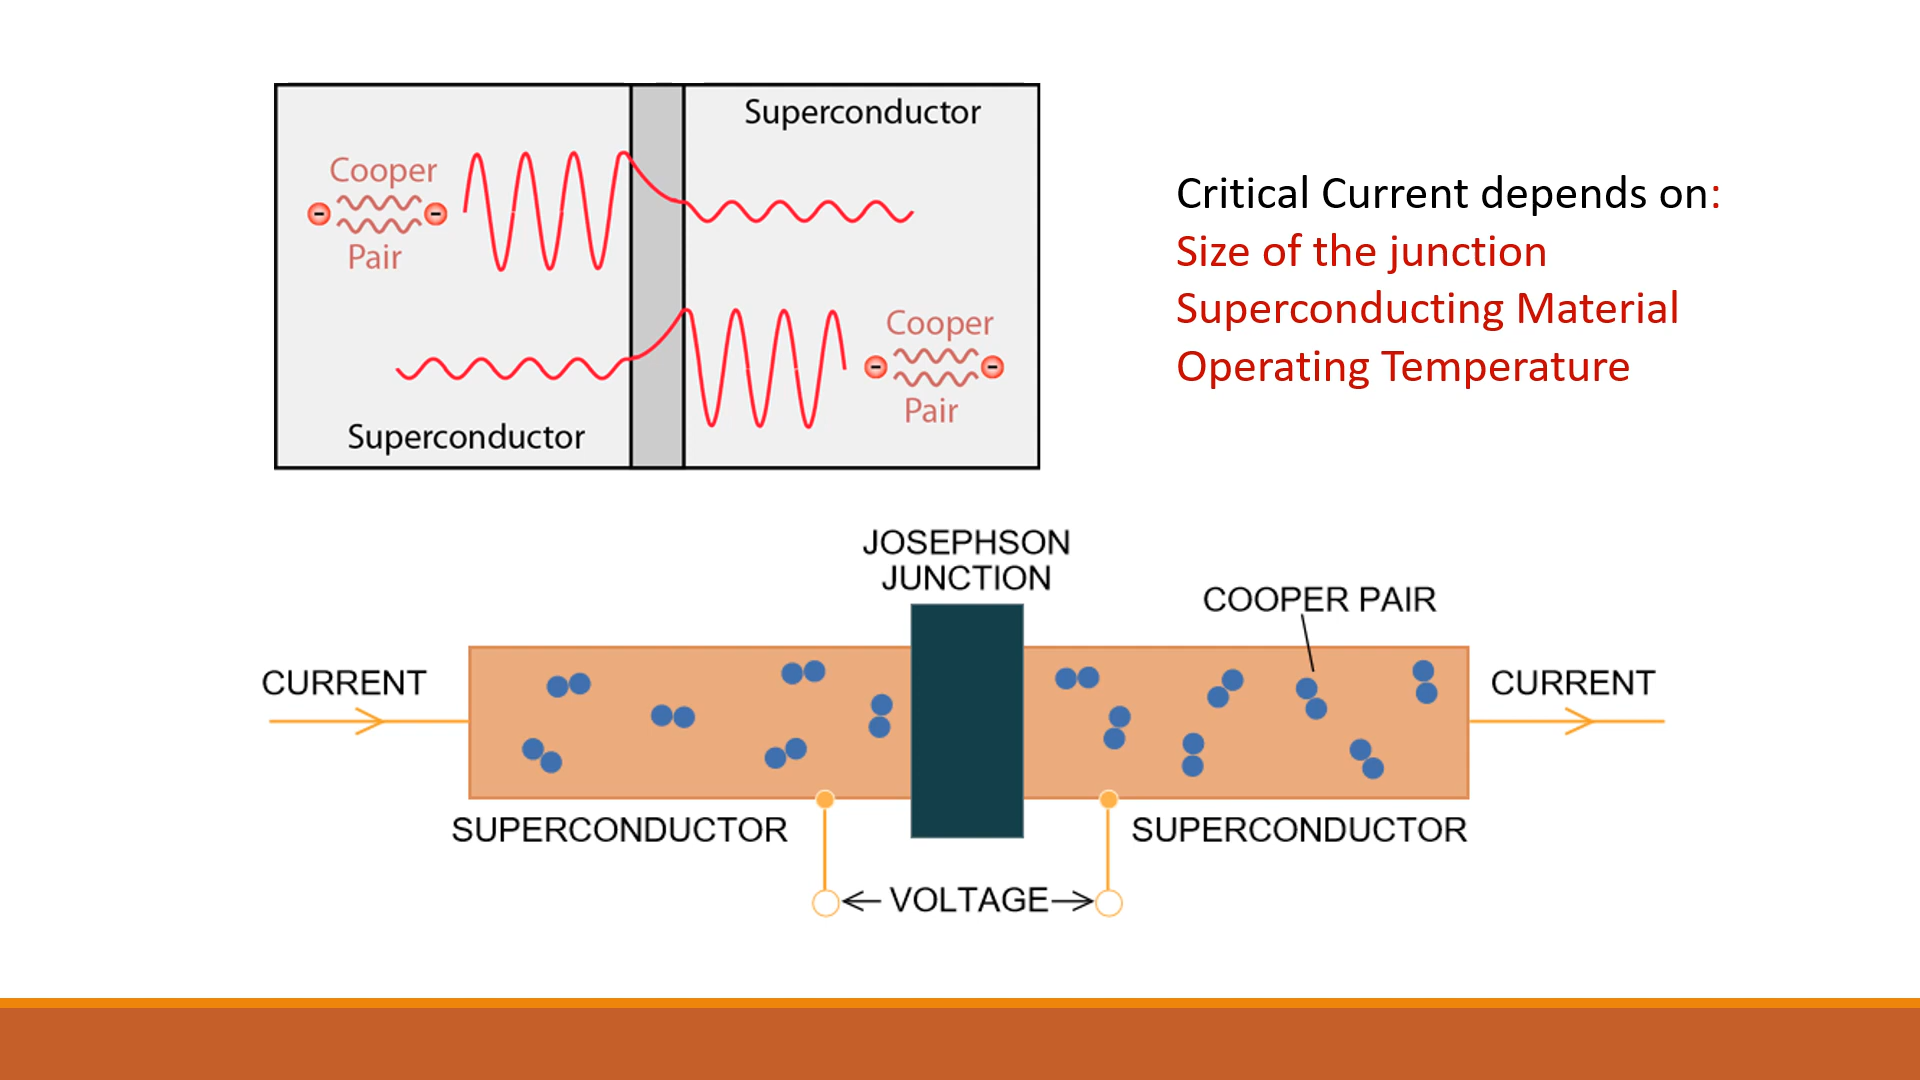 Superconductor
Cooper
Pair
Cooper
Pair
Superconductor
Critical Current depends on:
Size of the junction
Superconducting Material
Operating Temperature
JOSEPHSON
JUNCTION
COOPER PAIR
CURRENT
CURRENT
SUPERCONDUCTOR
SUPERCONDUCTOR
VOLTAGE